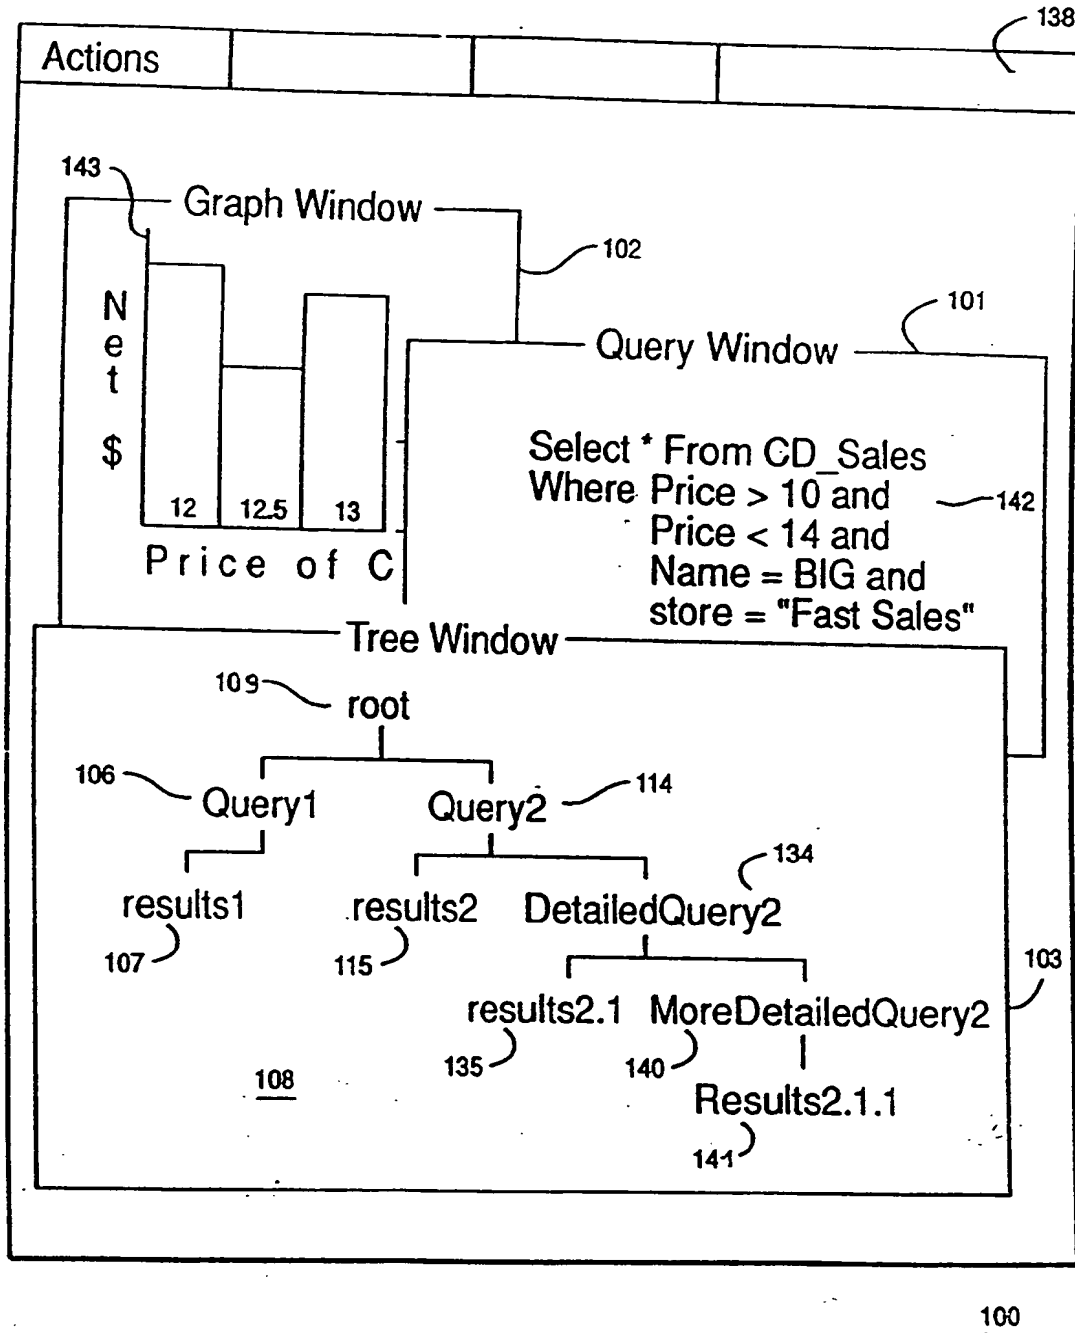 138
Actions
143
Graph Window
102
101
Query Window
Net $
12 12.5 13
Price of C
Select * From CD_Sales
Where Price > 10 and
Price < 14 and
Name = BIG and
store = "Fast Sales"
142
Tree Window
109
root
106
Query1
Query2
114
134
results1
results2
DetailedQuery2
107
115
103
results2.1
MoreDetailedQuery2
135
140
108
Results2.1.1
141
100